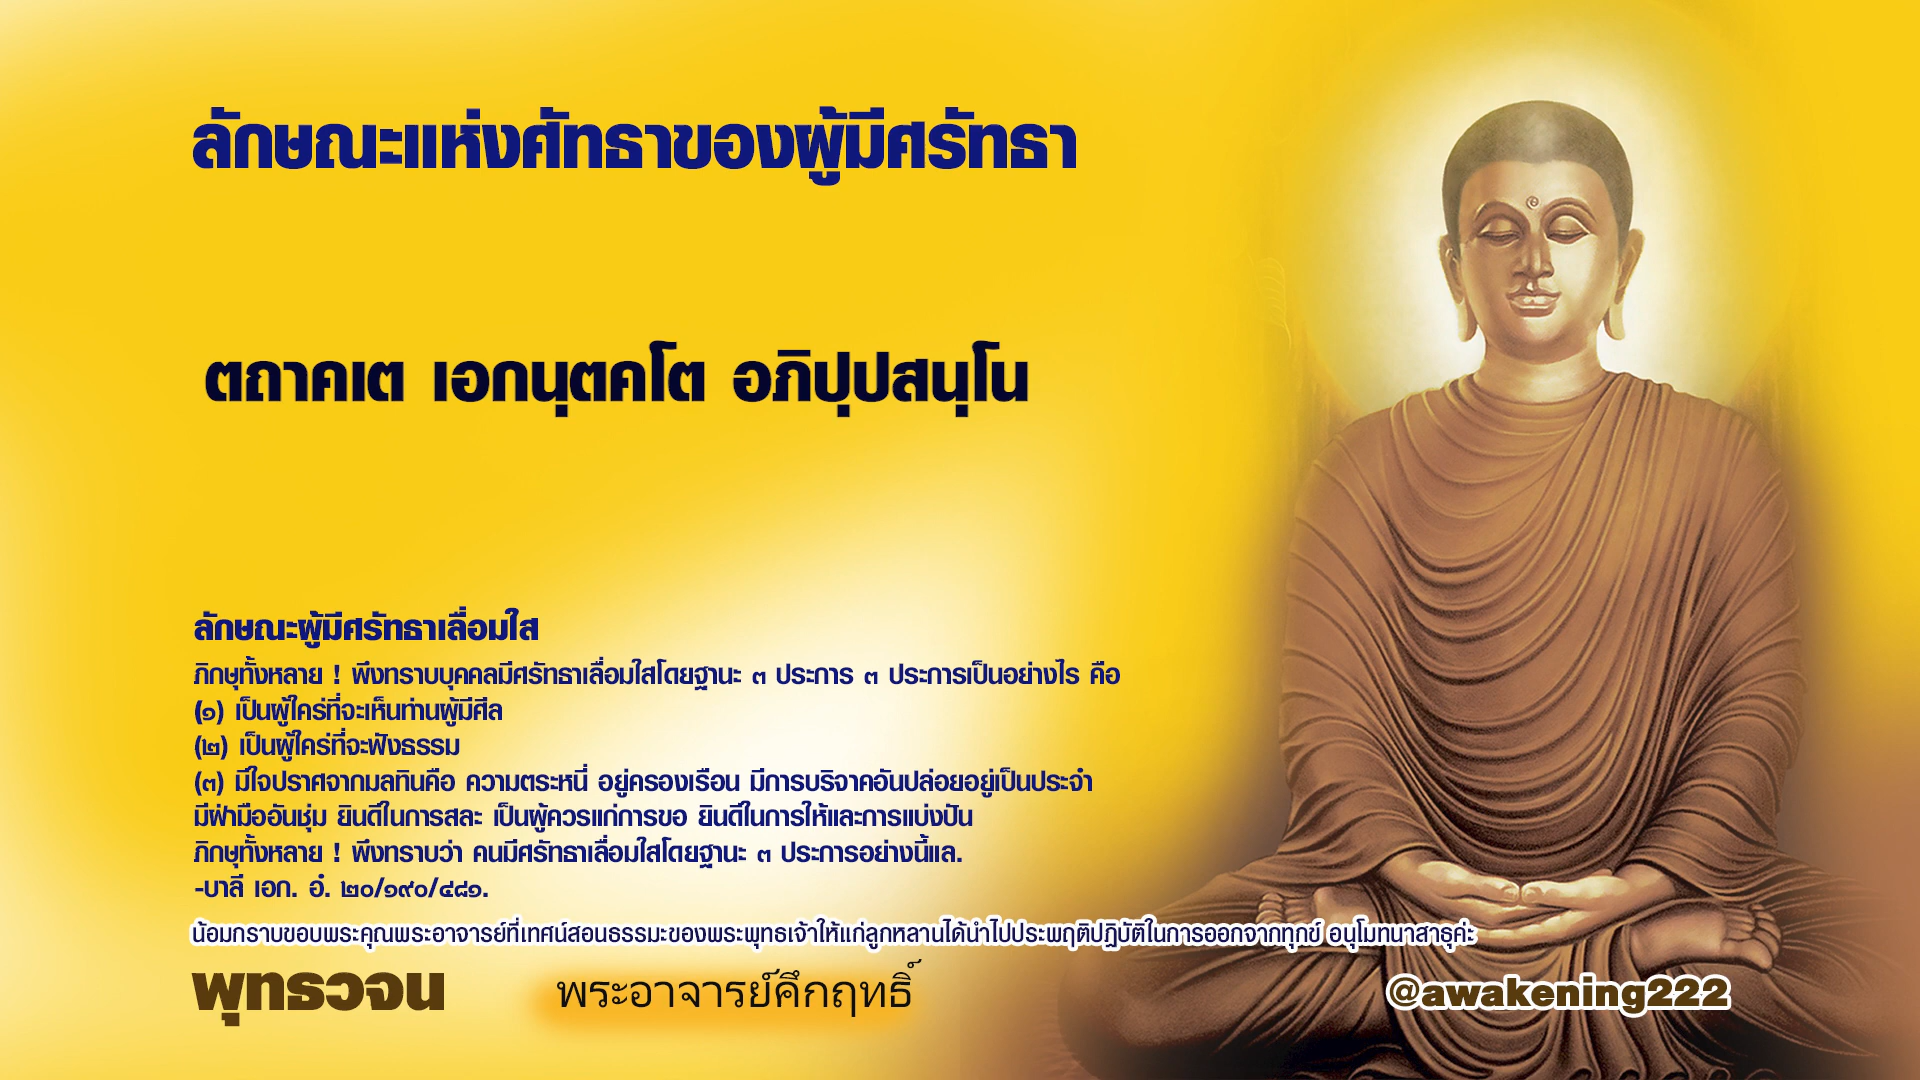 ลักษณะแห่งศัทธาของผู้มีศรัทธา
ตถาคเต เอกนฺตคโต อภิปฺปสนฺโน
ลักษณะผู้มีศรัทธาเลื่อมใส
ภิกษุทั้งหลาย ! พึงทราบบุคคลมีศรัทธาเลื่อมใสโดยฐานะ ๓ ประการ ๓ ประการเป็นอย่างไร คือ
(๑) เป็นผู้ใคร่ที่จะเห็นท่านผู้มีศีล
(๒) เป็นผู้ใคร่ที่จะฟังธรรม
(๓) มีใจปราศจากมลทินคือ ความตระหนี่ อยู่ครองเรือน มีการบริจาคอันปล่อยอยู่เป็นประจำ
มีฝ่ามืออันชุ่ม ยินดีในการสละ เป็นผู้ควรแก่การขอ ยินดีในการให้และการแบ่งปัน
ภิกษุทั้งหลาย ! พึงทราบว่า คนมีศรัทธาเลื่อมใสโดยฐานะ ๓ ประการอย่างนี้แล.
-บาลี เอก. อํ. ๒๐/๑๙๐/๔๘๑.
น้อมกราบขอบพระคุณพระอาจารย์ที่เทศน์สอนธรรมะของพระพุทธเจ้าให้แก่ลูกหลานได้นำไปประพฤติปฏิบัติในการออกจากทุกข์ อนุโมทนาสาธุค่ะ
พุทธวจน พระอาจารย์คึกฤทธิ์ @awakening222